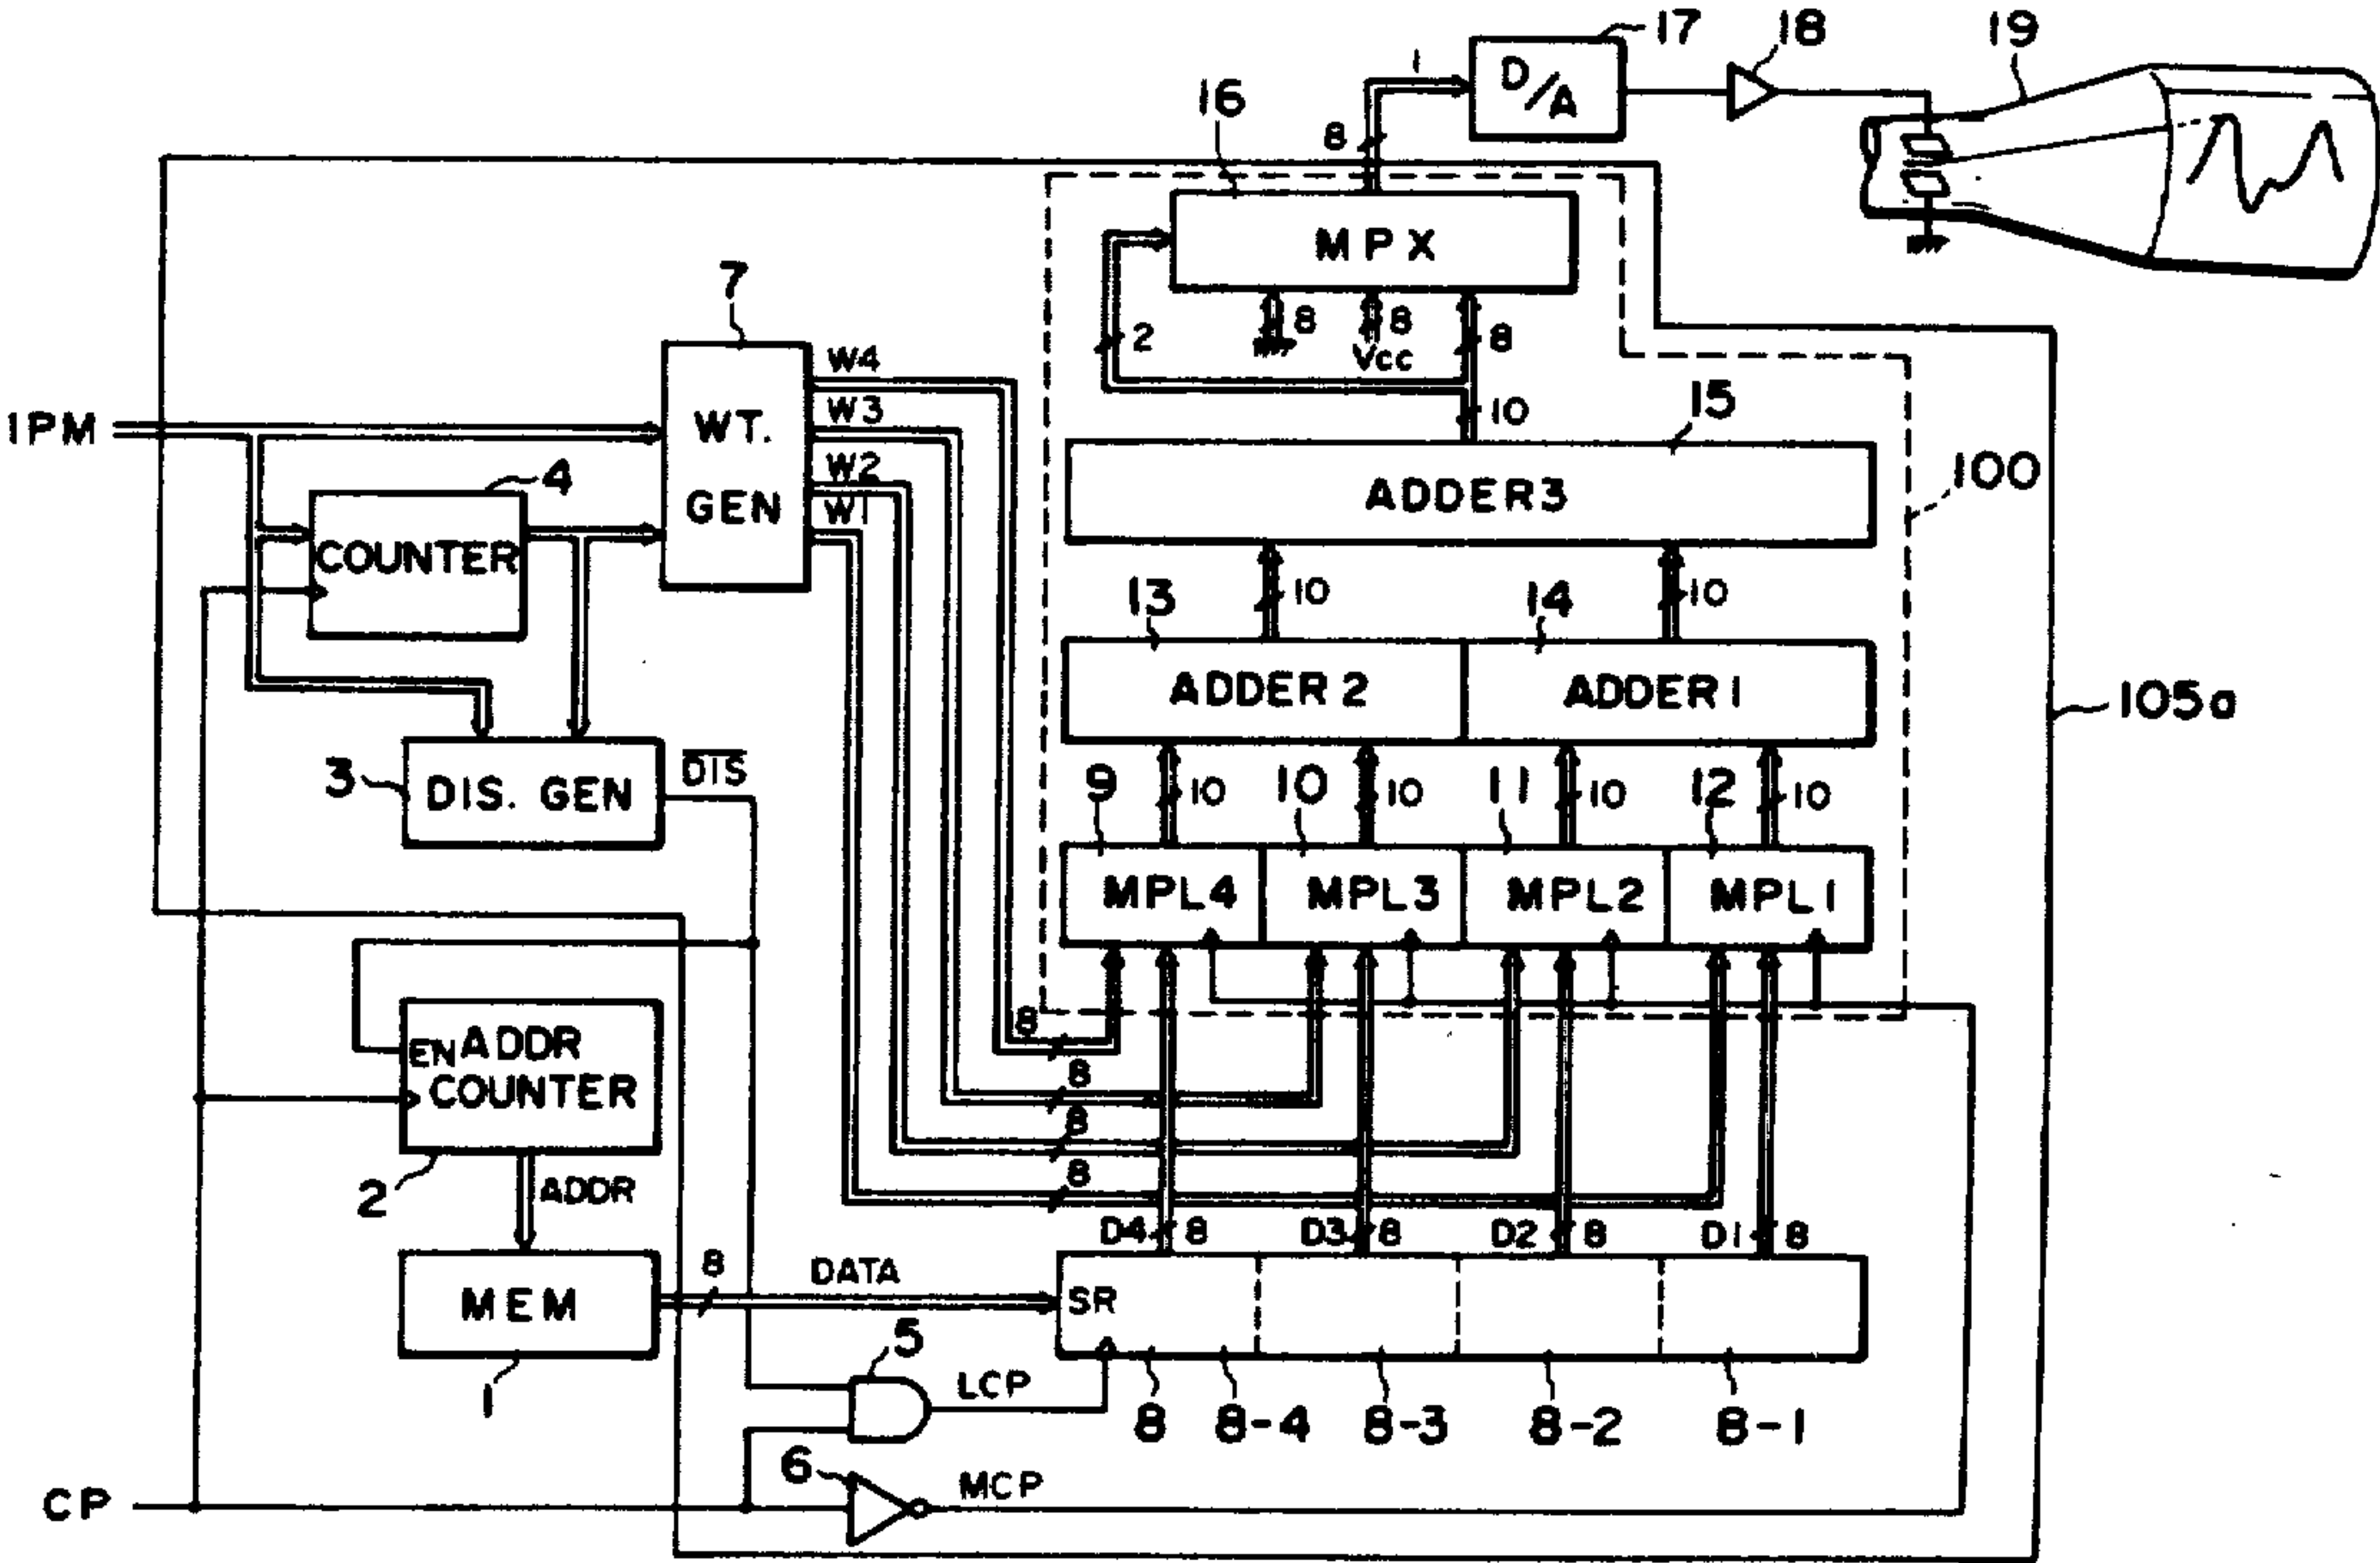 17
18
19
D/A
1
16
8
MPX
7
2
8
8
8
Vcc
W4
10
15
IPM
WT.
GEN
W3
W2
W1
4
ADDER3
100
COUNTER
13
10
14
10
ADDER 2
ADDER 1
105a
3
DIS. GEN
DIS
9
10
10
10
11
10
12
10
MPL4
MPL3
MPL2
MPL1
8
EN
ADDR
COUNTER
8
8
8
2
ADDR
D4
8
D3
8
D2
8
D1
8
MEM
8
DATA
SR
1
5
LCP
8
8-4
8-3
8-2
8-1
6
MCP
CP